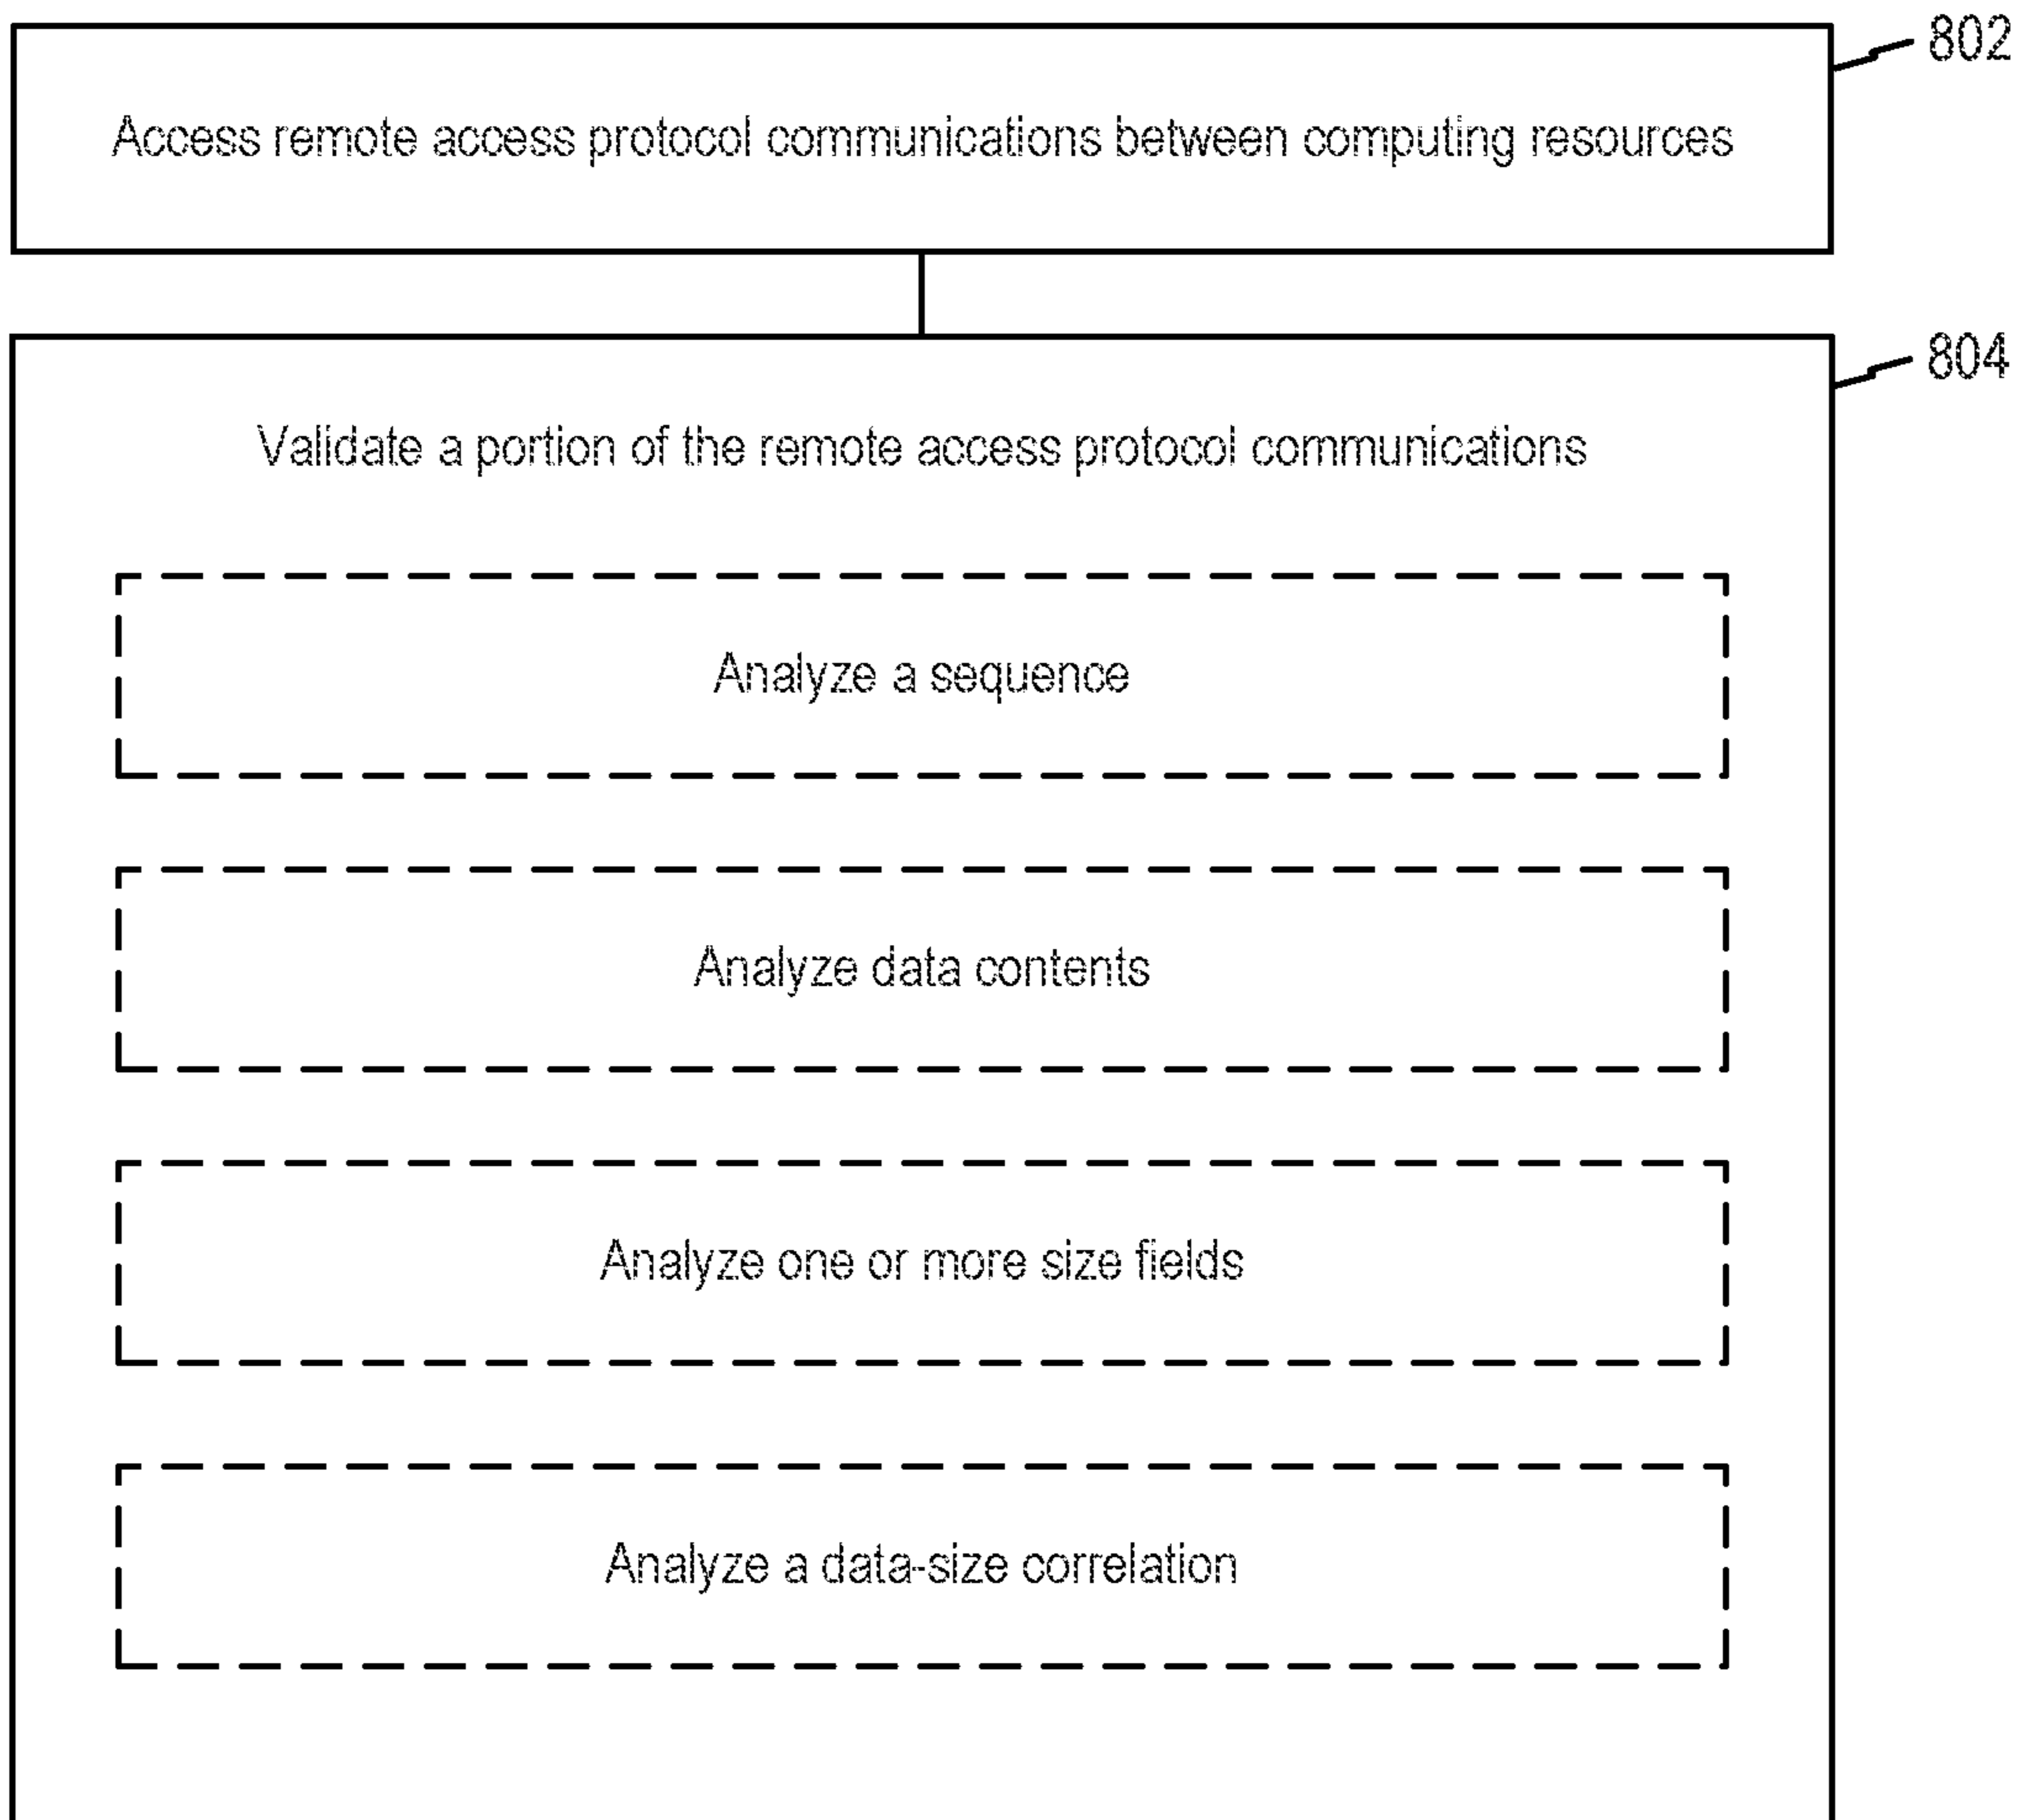 802
Access remote access protocol communications between computing resources
804
Validate a portion of the remote access protocol communications
Analyze a sequence
Analyze data contents
Analyze one or more size fields
Analyze a data-size correlation